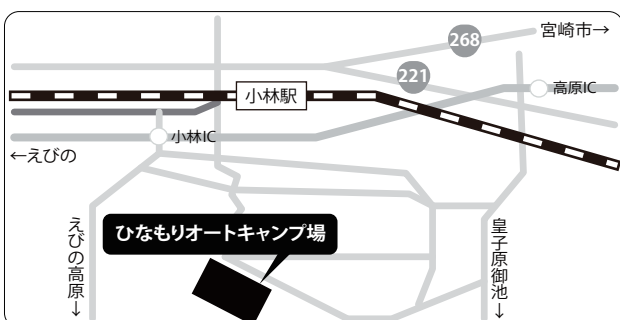 宮崎市→
268
221
高原IC
小林駅
小林IC
←えびの
ひなもりオートキャンプ場
えびの高原↓
皇子原御池↓